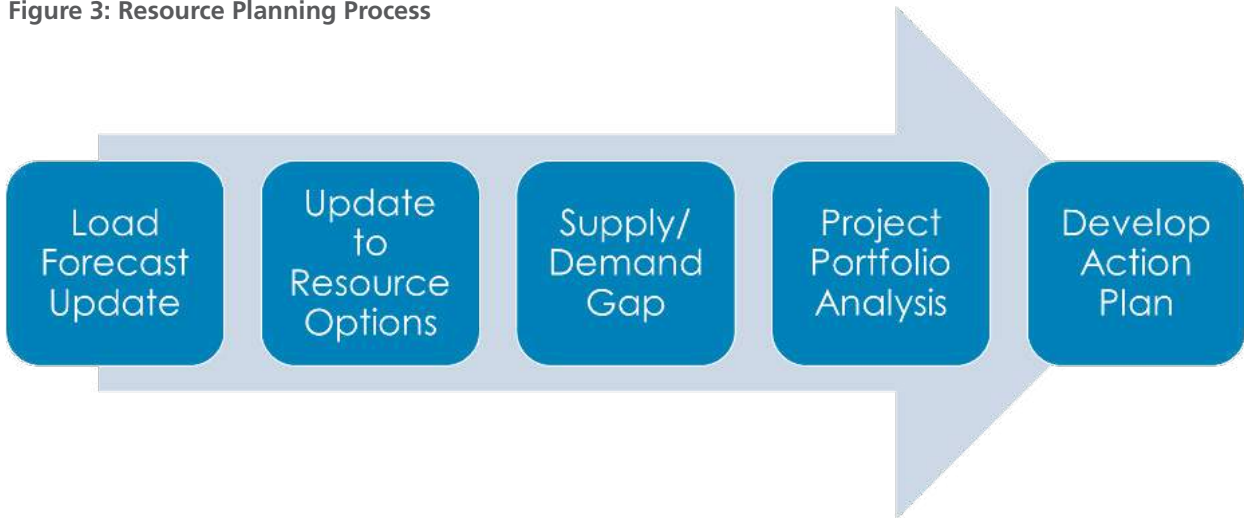 Figure 3: Resource Planning Process
Load
Forecast
Update
Update
to
Resource
Options
Supply/
Demand
Gap
Project
Portfolio
Analysis
Develop
Action
Plan